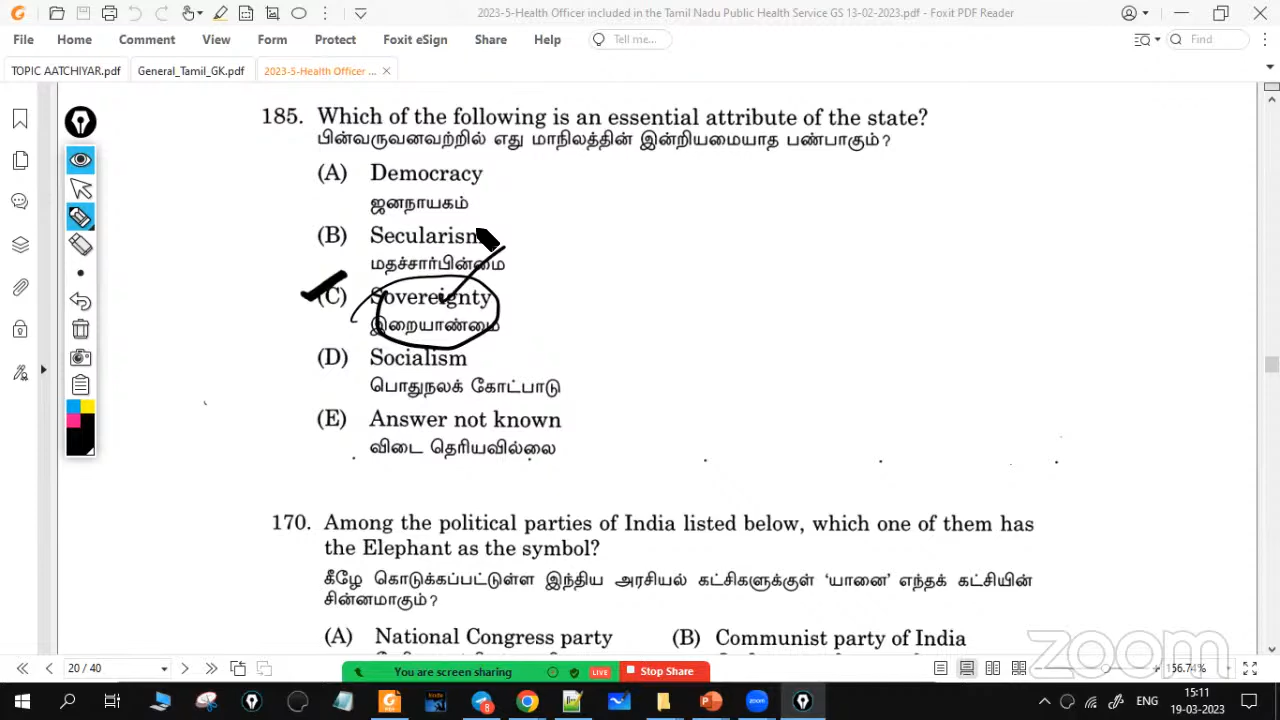 2023-5-Health Officer included in the Tamil Nadu Public Health Service GS 13-02-2023.pdf - Foxit PDF Reader
File Home Comment View Form Protect Foxit eSign Share Help Tell me... Find
TOPIC AATCHIYAR.pdf General_Tamil_GK.pdf 2023-5-Health Officer ...
185. Which of the following is an essential attribute of the state?
பின்வருவனவற்றில் எது மாநிலத்தின் இன்றியமையாத பண்பாகும்?
(A) Democracy
ஜனநாயகம்
(B) Secularism
மதச்சார்பின்மை
(C) Sovereignty
இறையாண்மை
(D) Socialism
பொதுநலக் கோட்பாடு
(E) Answer not known
விடை தெரியவில்லை
170. Among the political parties of India listed below, which one of them has
the Elephant as the symbol?
கீழே கொடுக்கப்பட்டுள்ள இந்திய அரசியல் கட்சிகளுக்குள் 'யானை' எந்தக் கட்சியின்
சின்னமாகும்?
(A) National Congress party (B) Communist party of India
zoom
20 / 40 You are screen sharing LIVE Stop Share 156.74%
ENG 15:11
19-03-2023